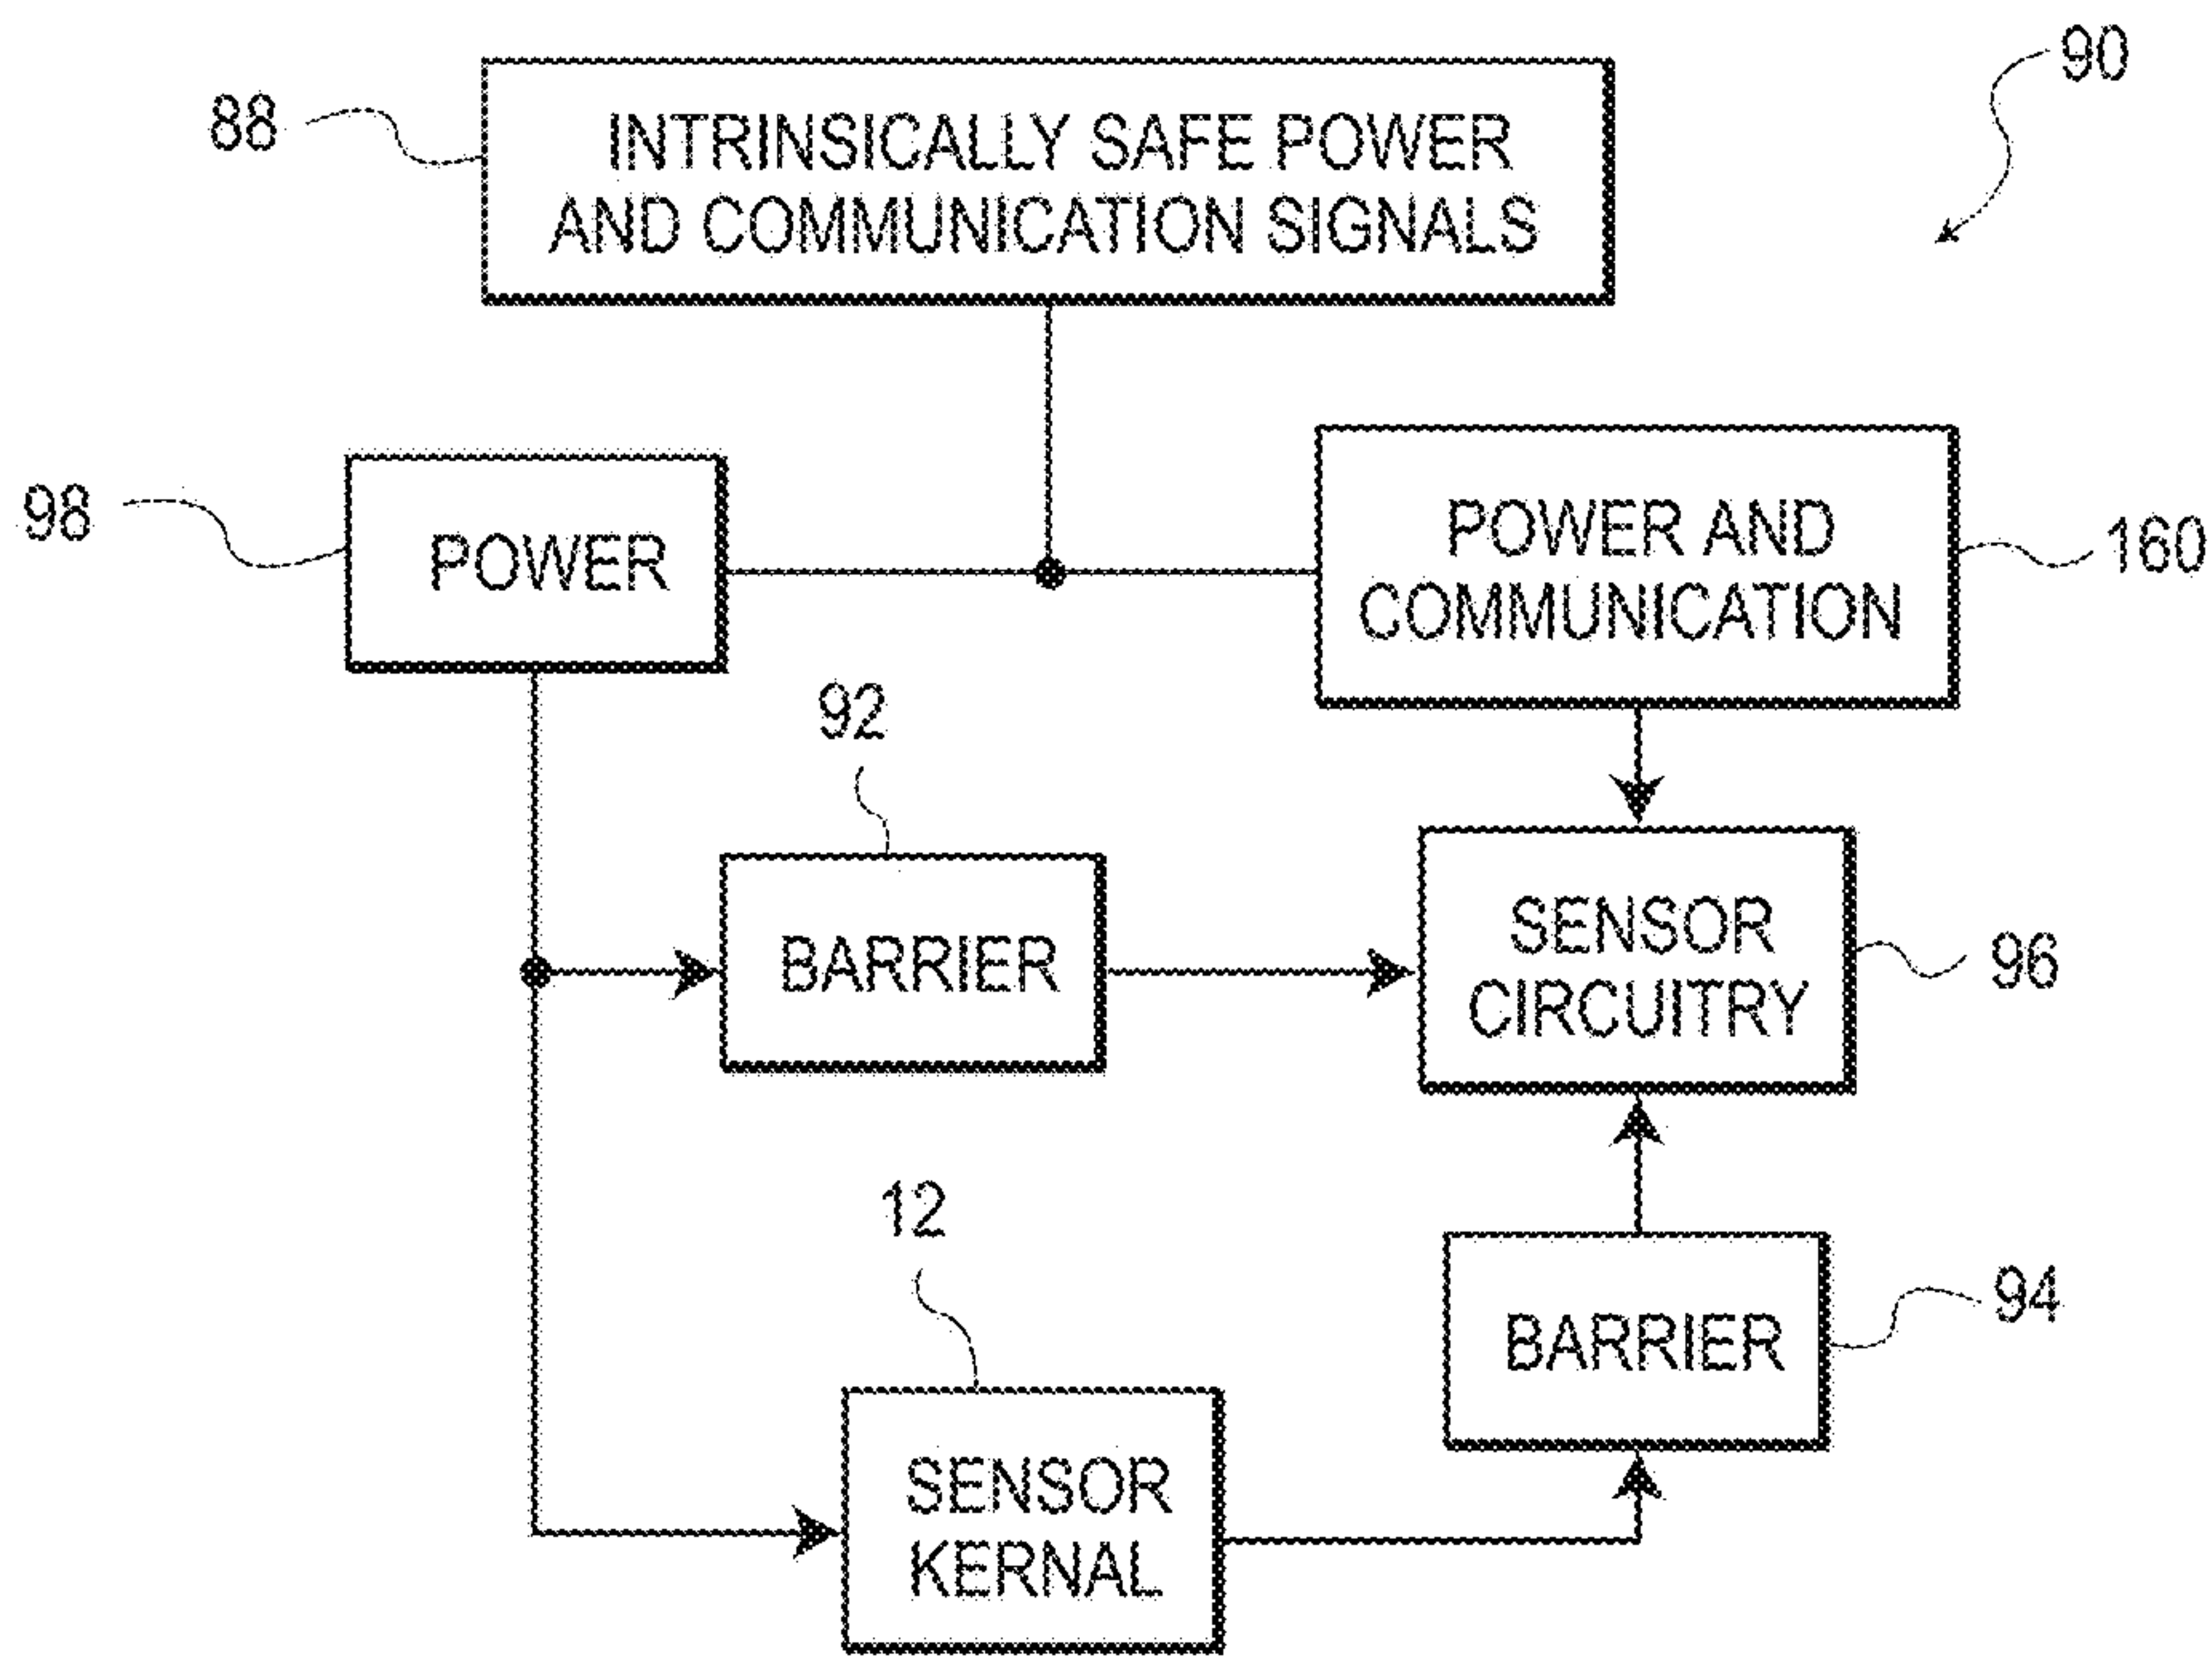 90
88
INTRINSICALLY SAFE POWER
AND COMMUNICATION SIGNALS
98
POWER
POWER AND
COMMUNICATION
160
92
BARRIER
SENSOR
CIRCUITRY
96
12
SENSOR
KERNAL
BARRIER
94